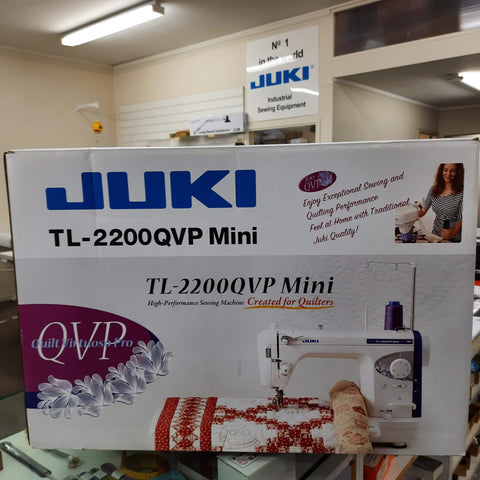 Nº 1
in the world
JUKI
Industrial
Sewing Equipment
JUKI
TL-2200QVP Mini
QVP
Enjoy Exceptional Sewing and
Quilting Performance
Feel at Home with Traditional
Juki Quality!
TL-2200QVP Mini
High-Performance Sewing Machine Created for Quilters
QVP
Quilt Virtuoso Pro
JUKI